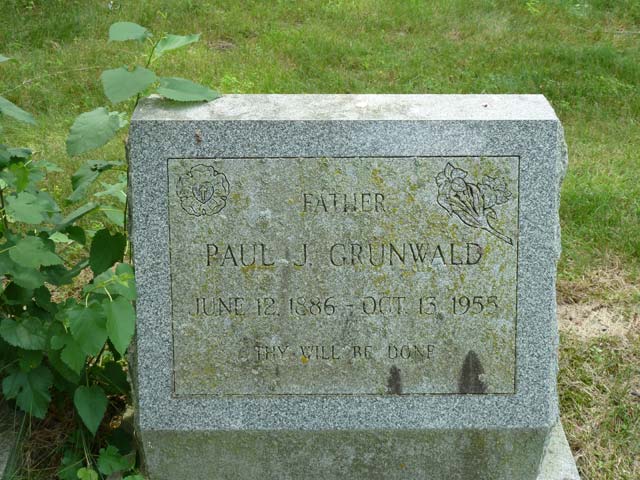 FATHER
PAUL J. GRUNWALD
JUNE 12, 1886 - OCT. 13, 1955
THY WILL BE DONE